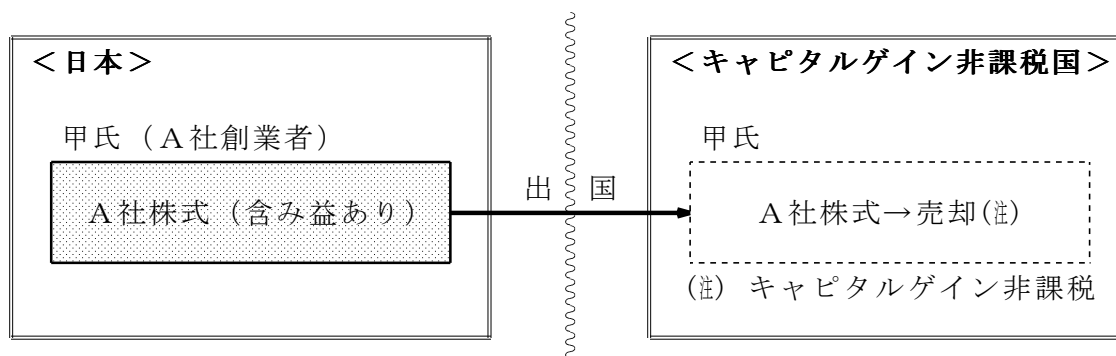 ＜日本＞
甲氏（Ａ社創業者）
Ａ社株式（含み益あり）
出国
＜キャピタルゲイン非課税国＞
甲氏
Ａ社株式→売却(注)
(注) キャピタルゲイン非課税